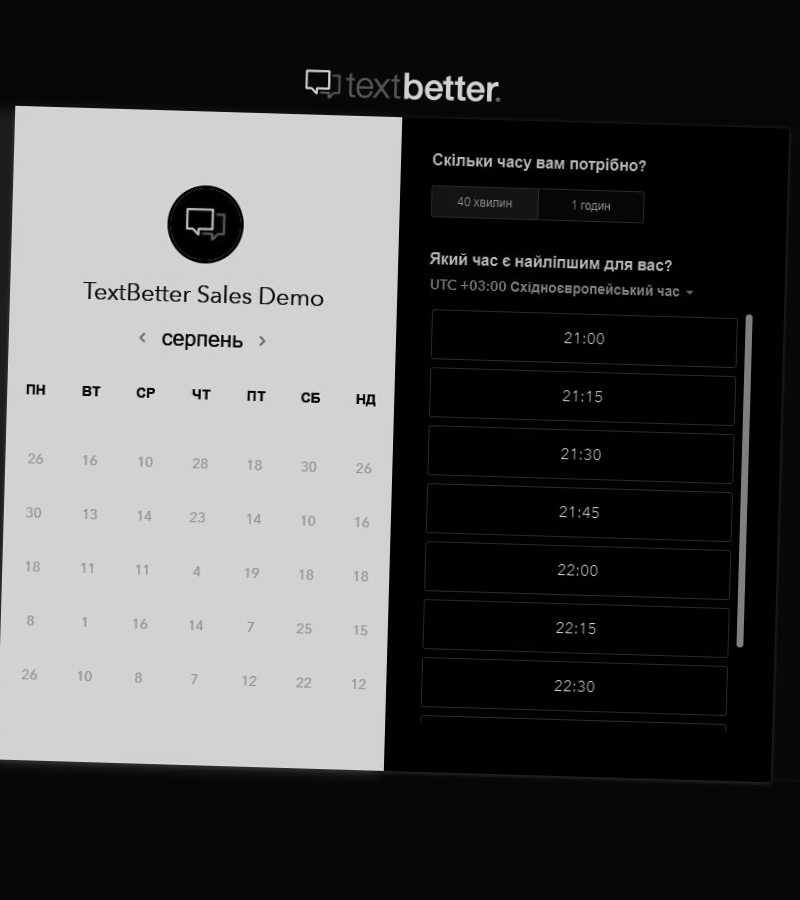 textbetter.
TextBetter Sales Demo
серпень
ПН ВТ СР ЧТ ПТ СБ НД
26 16 10 28 18 30 26
30 13 14 23 14 10 16
18 11 11 4 19 18 18
8 1 16 14 7 25 15
26 10 8 7 12 22 12
Скільки часу вам потрібно?
40 хвилин 1 годин
Який час є найліпшим для вас?
UTC +03:00 Східноєвропейський час
21:00
21:15
21:30
21:45
22:00
22:15
22:30